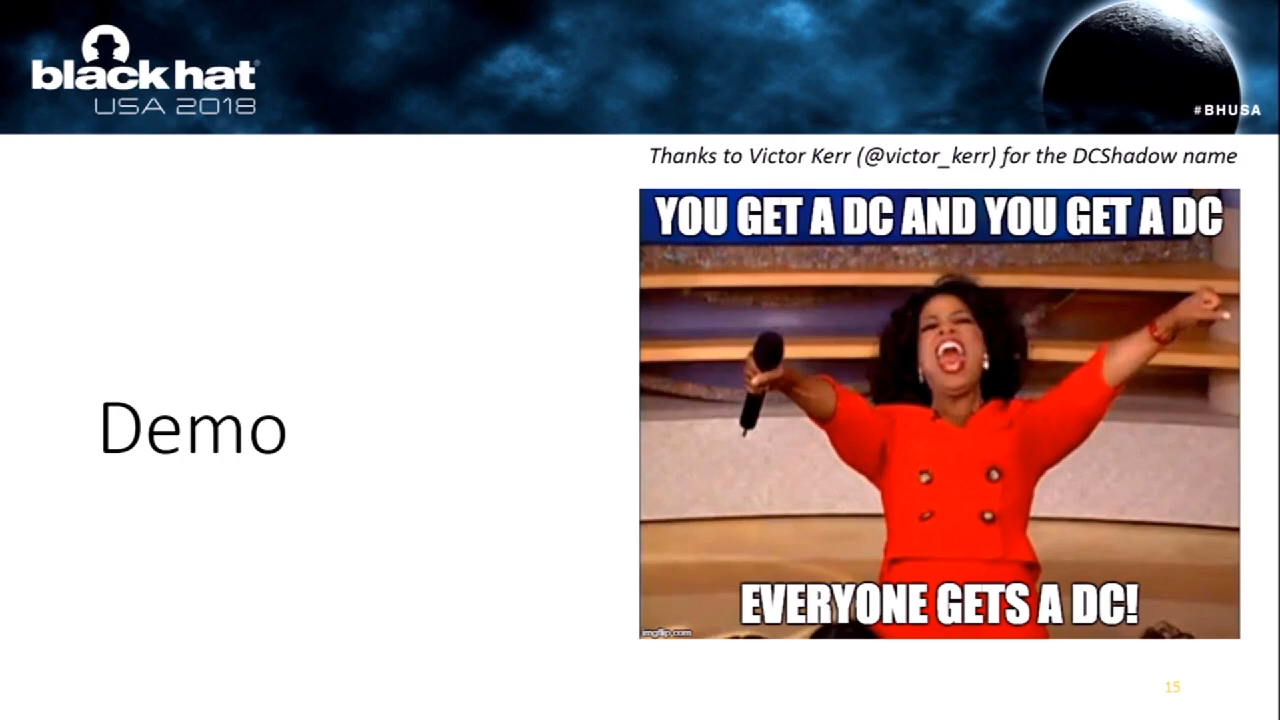 black hat
USA 2018
#BHUSA
Thanks to Victor Kerr (@victor_kerr) for the DCShadow name
YOU GET A DC AND YOU GET A DC
Demo
EVERYONE GETS A DC!
imgflip.com
15